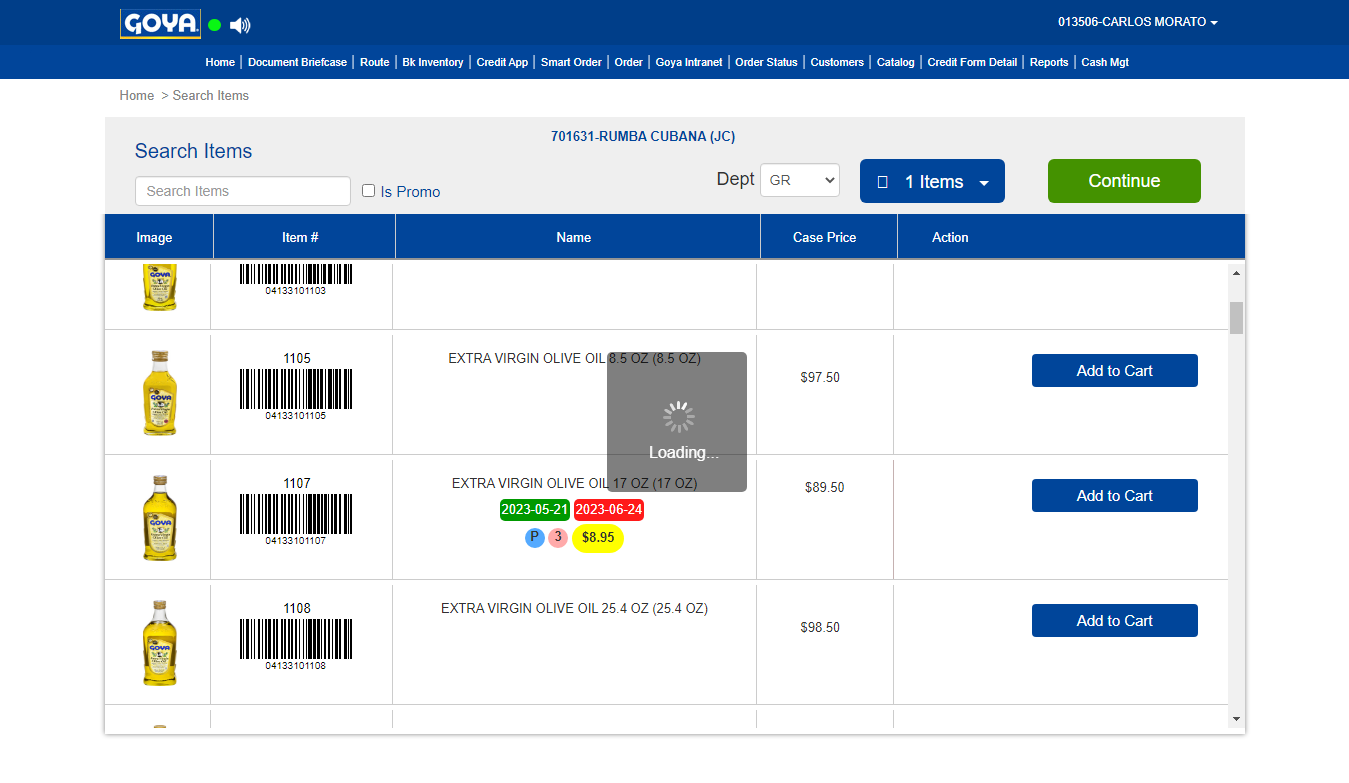 GOYA
013506-CARLOS MORATO
Home | Document Briefcase | Route | Bk Inventory | Credit App | Smart Order | Order | Goya Intranet | Order Status | Customers | Catalog | Credit Form Detail | Reports | Cash Mgt
Home > Search Items
701631-RUMBA CUBANA (JC)
Search Items
Search Items
Is Promo
Dept GR
1 Items
Continue
Image Item # Name Case Price Action
GOYA
04133101103
1105
EXTRA VIRGIN OLIVE OIL 8.5 OZ (8.5 OZ)
$97.50
Add to Cart
GOYA
04133101105
Loading...
1107
EXTRA VIRGIN OLIVE OIL 17 OZ (17 OZ)
$89.50
Add to Cart
2023-05-21 2023-06-24
GOYA
P 3 $8.95
04133101107
1108
EXTRA VIRGIN OLIVE OIL 25.4 OZ (25.4 OZ)
$98.50
Add to Cart
GOYA
04133101108